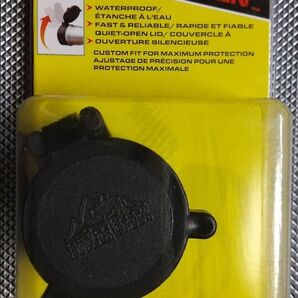 WATERPROOF/
ÉTANCHE À L'EAU
FAST & RELIABLE/ RAPIDE ET FIABLE
QUIET-OPEN LID/ COUVERCLE À
OUVERTURE SILENCIEUSE
CUSTOM FIT FOR MAXIMUM PROTECTION
AJUSTAGE DE PRÉCISION POUR UNE
PROTECTION MAXIMALE